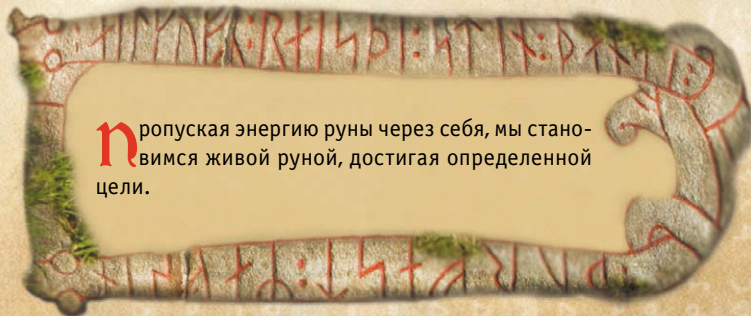 Пропуская энергию руны через себя, мы стано-
вимся живой руной, достигая определенной
цели.